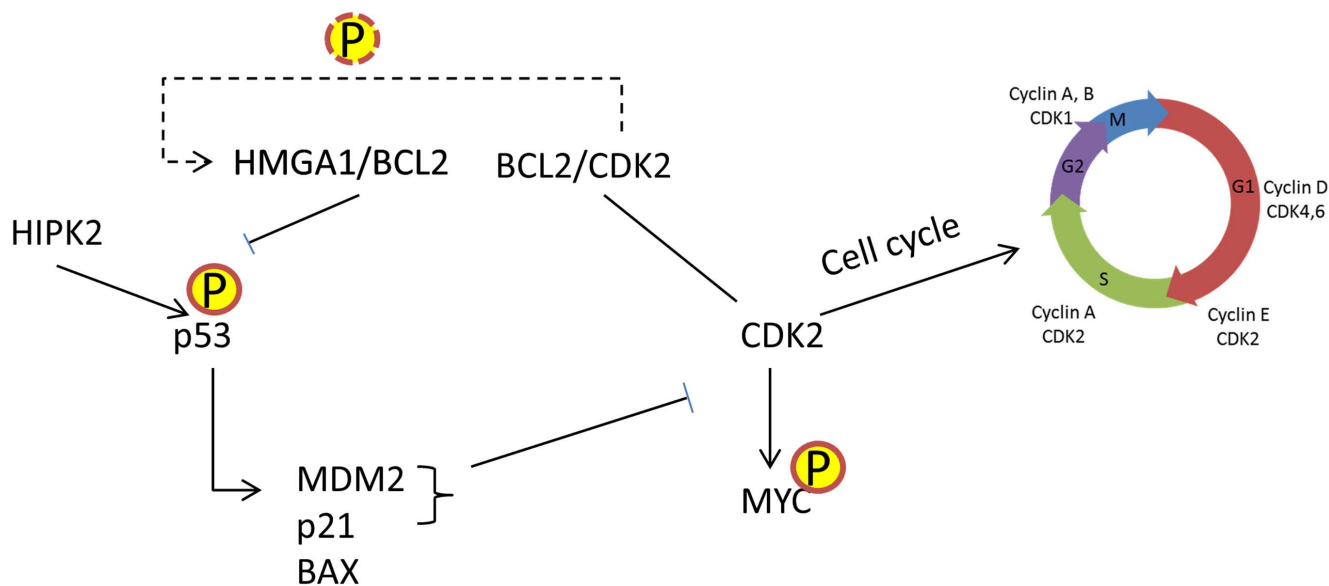 P
HMGA1/BCL2
BCL2/CDK2
HIPK2
P
p53
MDM2
p21
BAX
CDK2
Cell cycle
P
MYC
Cyclin A, B
CDK1
M
G2
G1
Cyclin D
CDK4,6
S
Cyclin A
CDK2
Cyclin E
CDK2